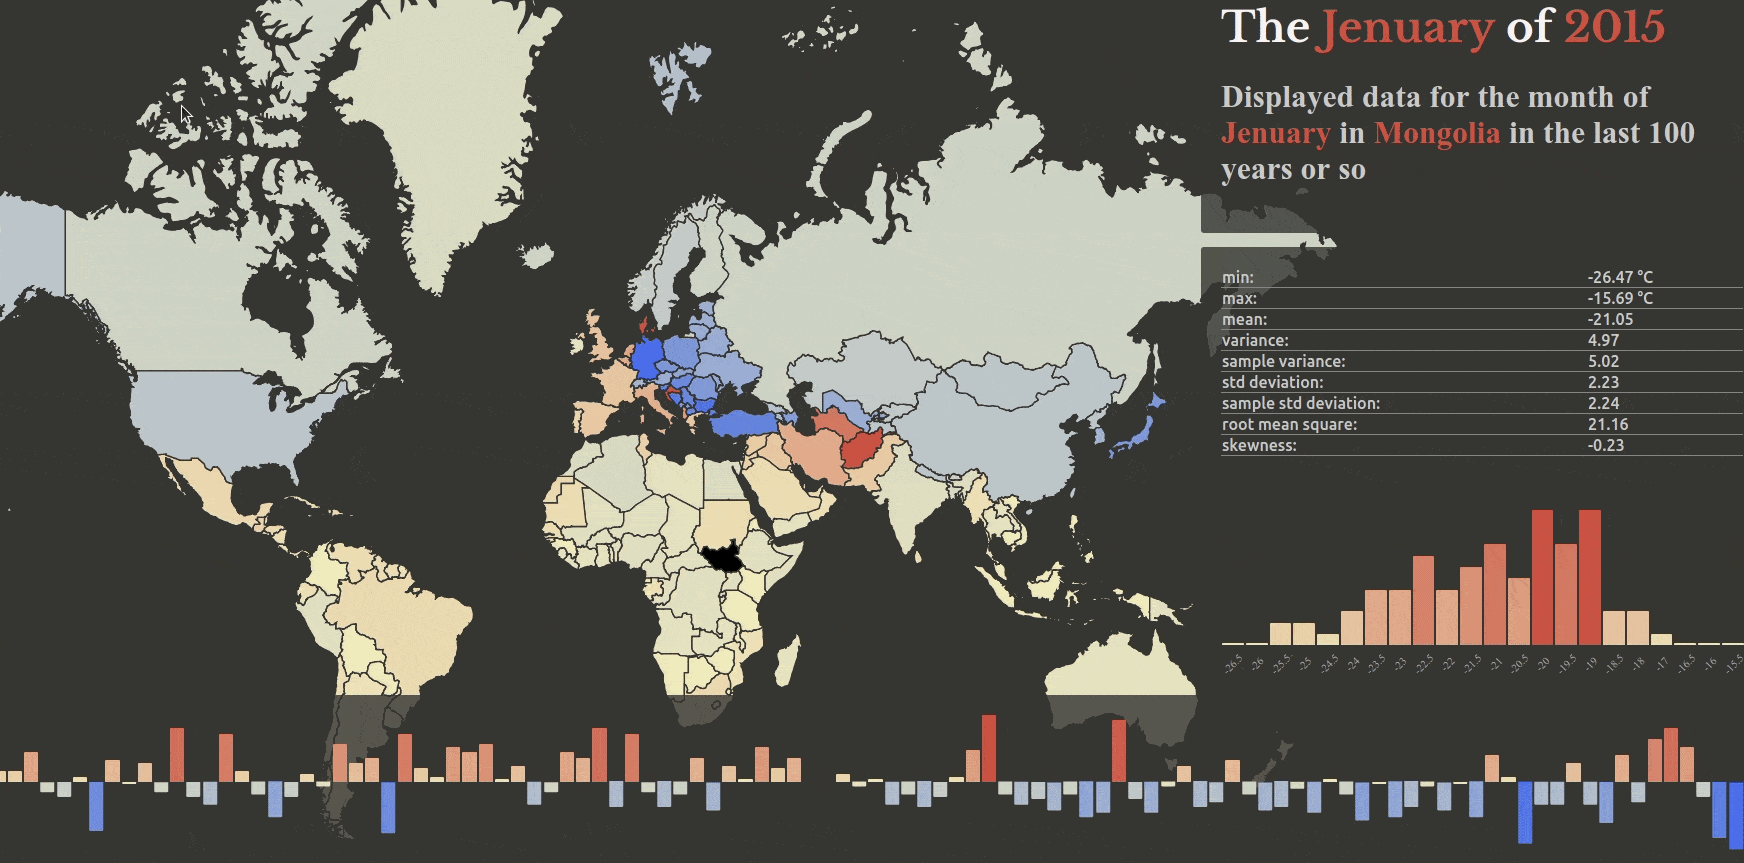 The Jenuary of 2015
Displayed data for the month of
Jenuary in Mongolia in the last 100
years or so
min: -26.47 °C
max: -15.69 °C
mean: -21.05
variance: 4.97
sample variance: 5.02
std deviation: 2.23
sample std deviation: 2.24
root mean square: 21.16
skewness: -0.23
-26.5 -26 -25.5 -25 -24.5 -24 -23.5 -23 -22.5 -22 -21.5 -21 -20.5 -20 -19.5 -19 -18.5 -18 -17 -16.5 -16 -15.5